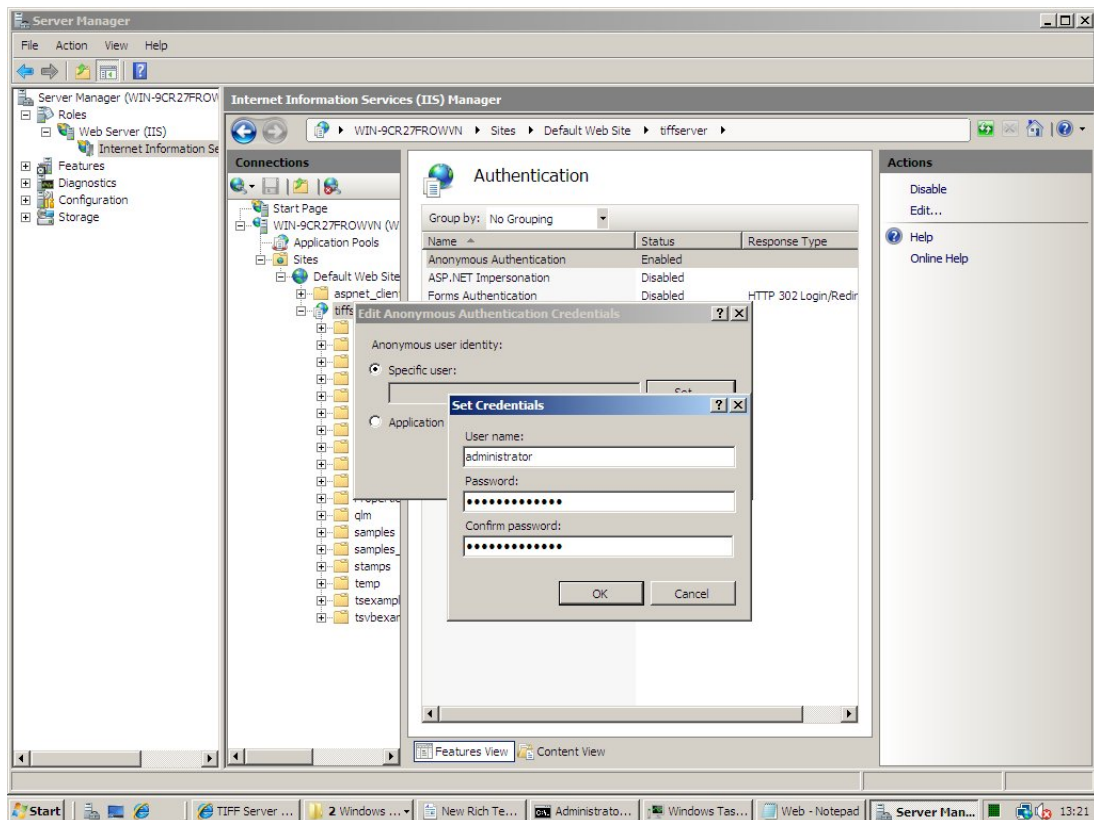 Server Manager
File Action View Help
Server Manager (WIN-9CR27FROW
Roles
Web Server (IIS)
Internet Information Se
Features
Diagnostics
Configuration
Storage
Internet Information Services (IIS) Manager
WIN-9CR27FROWVN Sites Default Web Site tiffserver
Connections
Start Page
WIN-9CR27FROWVN (W
Application Pools
Sites
Default Web Site
aspnet_clien
tiffs
qlm
samples
samples_
stamps
temp
tsexampl
tsvbexar
Authentication
Group by: No Grouping
Name Status Response Type
Anonymous Authentication Enabled
ASP.NET Impersonation Disabled
Forms Authentication Disabled HTTP 302 Login/Redir
Edit Anonymous Authentication Credentials
Anonymous user identity:
Specific user:
Application
Set Credentials
User name:
administrator
Password:
•••••••••••••
Confirm password:
•••••••••••••
OK Cancel
Features View Content View
Actions
Disable
Edit...
Help
Online Help
Start TIFF Server ... 2 Windows ... New Rich Te... Administrato... Windows Tas... Web - Notepad Server Man... 13:21